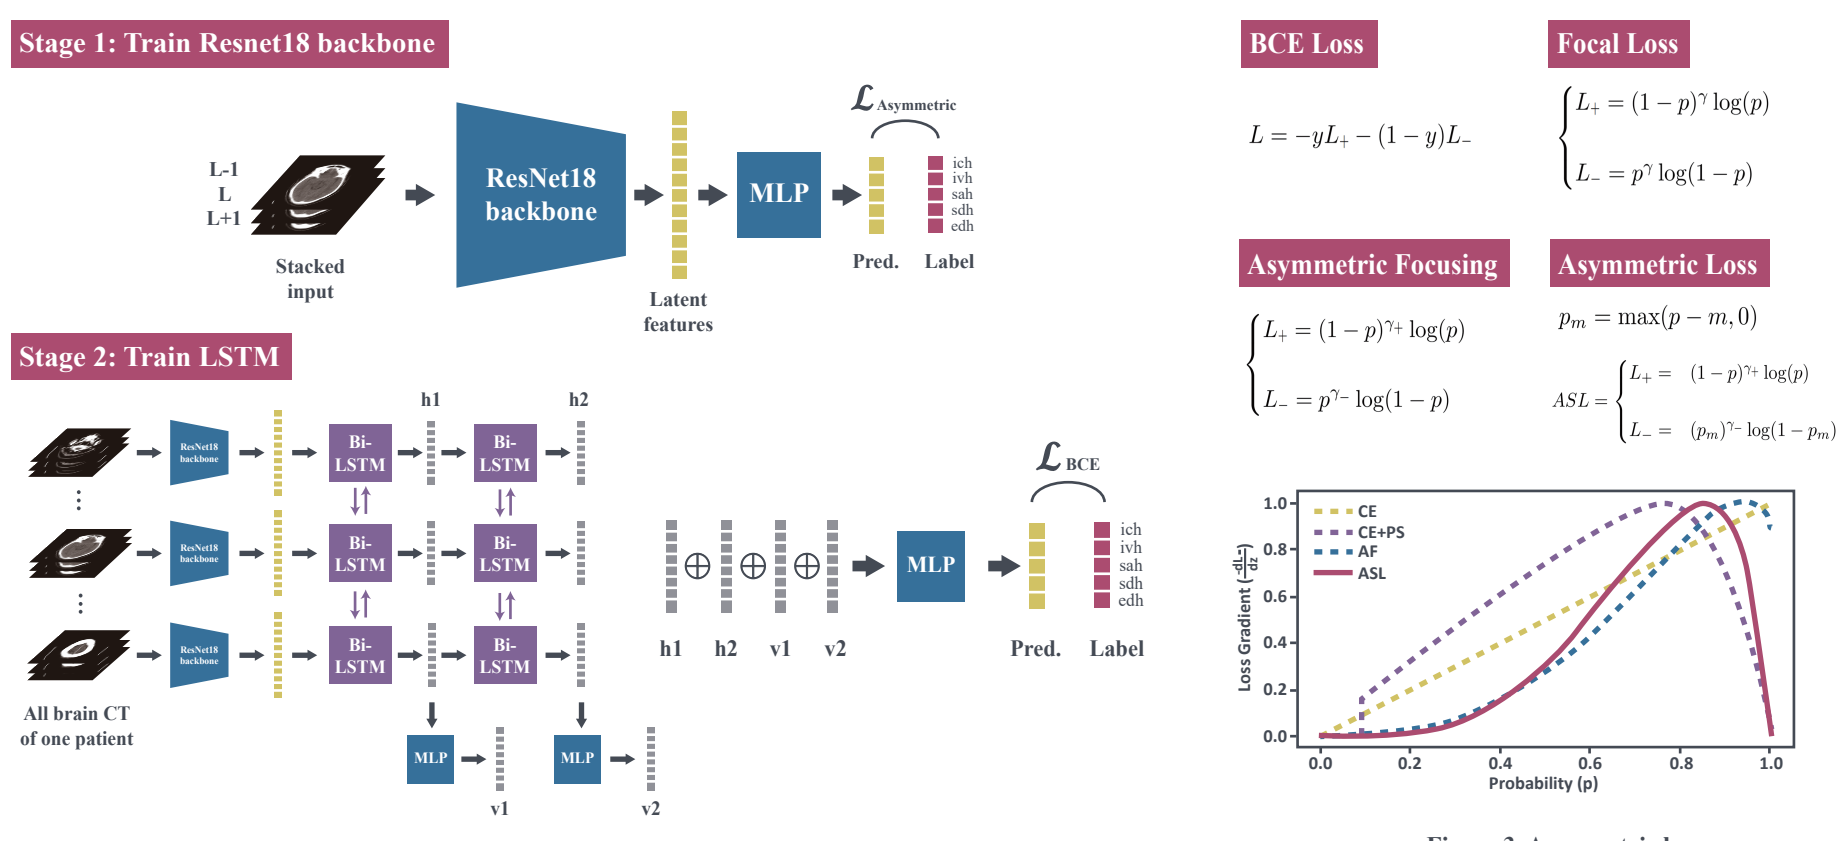 Stage 1: Train Resnet18 backbone
L-1
L
L+1
Stacked
input
ResNet18
backbone
Latent
features
MLP
ℒ Asymmetric
ich
ivh
sah
sdh
edh
Pred.
Label
Stage 2: Train LSTM
h1
h2
ResNet18
backbone
Bi-
LSTM
Bi-
LSTM
ResNet18
backbone
Bi-
LSTM
Bi-
LSTM
ResNet18
backbone
Bi-
LSTM
Bi-
LSTM
All brain CT
of one patient
MLP
v1
MLP
v2
h1
h2
v1
v2
MLP
ℒ BCE
ich
ivh
sah
sdh
edh
Pred.
Label
BCE Loss
L = −yL₊ − (1 − y)L₋
Focal Loss
L₊ = (1 − p)^γ log(p)
L₋ = p^γ log(1 − p)
Asymmetric Focusing
L₊ = (1 − p)^γ₊ log(p)
L₋ = p^γ₋ log(1 − p)
Asymmetric Loss
pₘ = max(p − m, 0)
ASL =
L₊ = (1 − p)^γ₊ log(p)
L₋ = (pₘ)^γ₋ log(1 − pₘ)
CE
CE+PS
AF
ASL
1.0
0.8
0.6
0.4
0.2
0.0
Loss Gradient (dL/dz)
0.0 0.2 0.4 0.6 0.8 1.0
Probability (p)